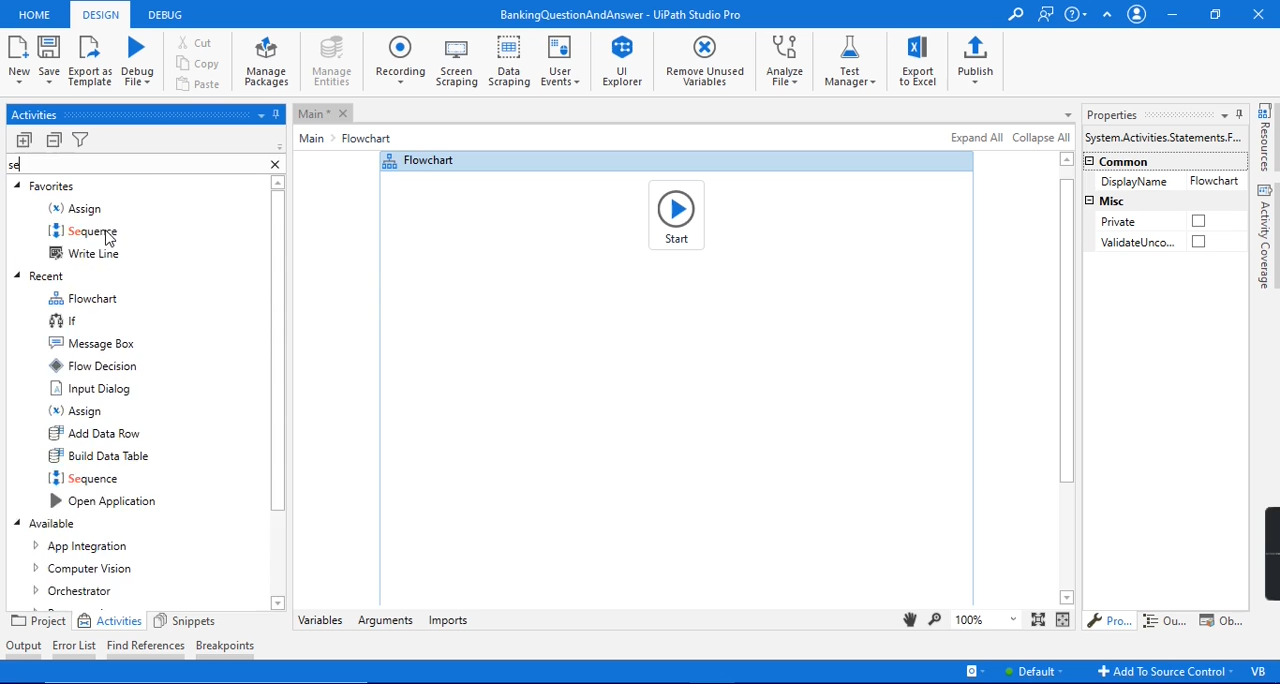 HOME DESIGN DEBUG BankingQuestionAndAnswer - UiPath Studio Pro
New Save Export as Template Debug File Cut Copy Paste Manage Packages Manage Entities Recording Screen Scraping Data Scraping User Events UI Explorer Remove Unused Variables Analyze File Test Manager Export to Excel Publish
Activities
se
Favorites
Assign
Sequence
Write Line
Recent
Flowchart
If
Message Box
Flow Decision
Input Dialog
Assign
Add Data Row
Build Data Table
Sequence
Open Application
Available
App Integration
Computer Vision
Orchestrator
Project Activities Snippets
Main *
Main > Flowchart Expand All Collapse All
Flowchart
Start
Variables Arguments Imports 100%
Properties
System.Activities.Statements.F...
Common
DisplayName Flowchart
Misc
Private
ValidateUnco...
Pro... Ou... Ob...
Resources
Activity Coverage
Output Error List Find References Breakpoints
Default Add To Source Control VB